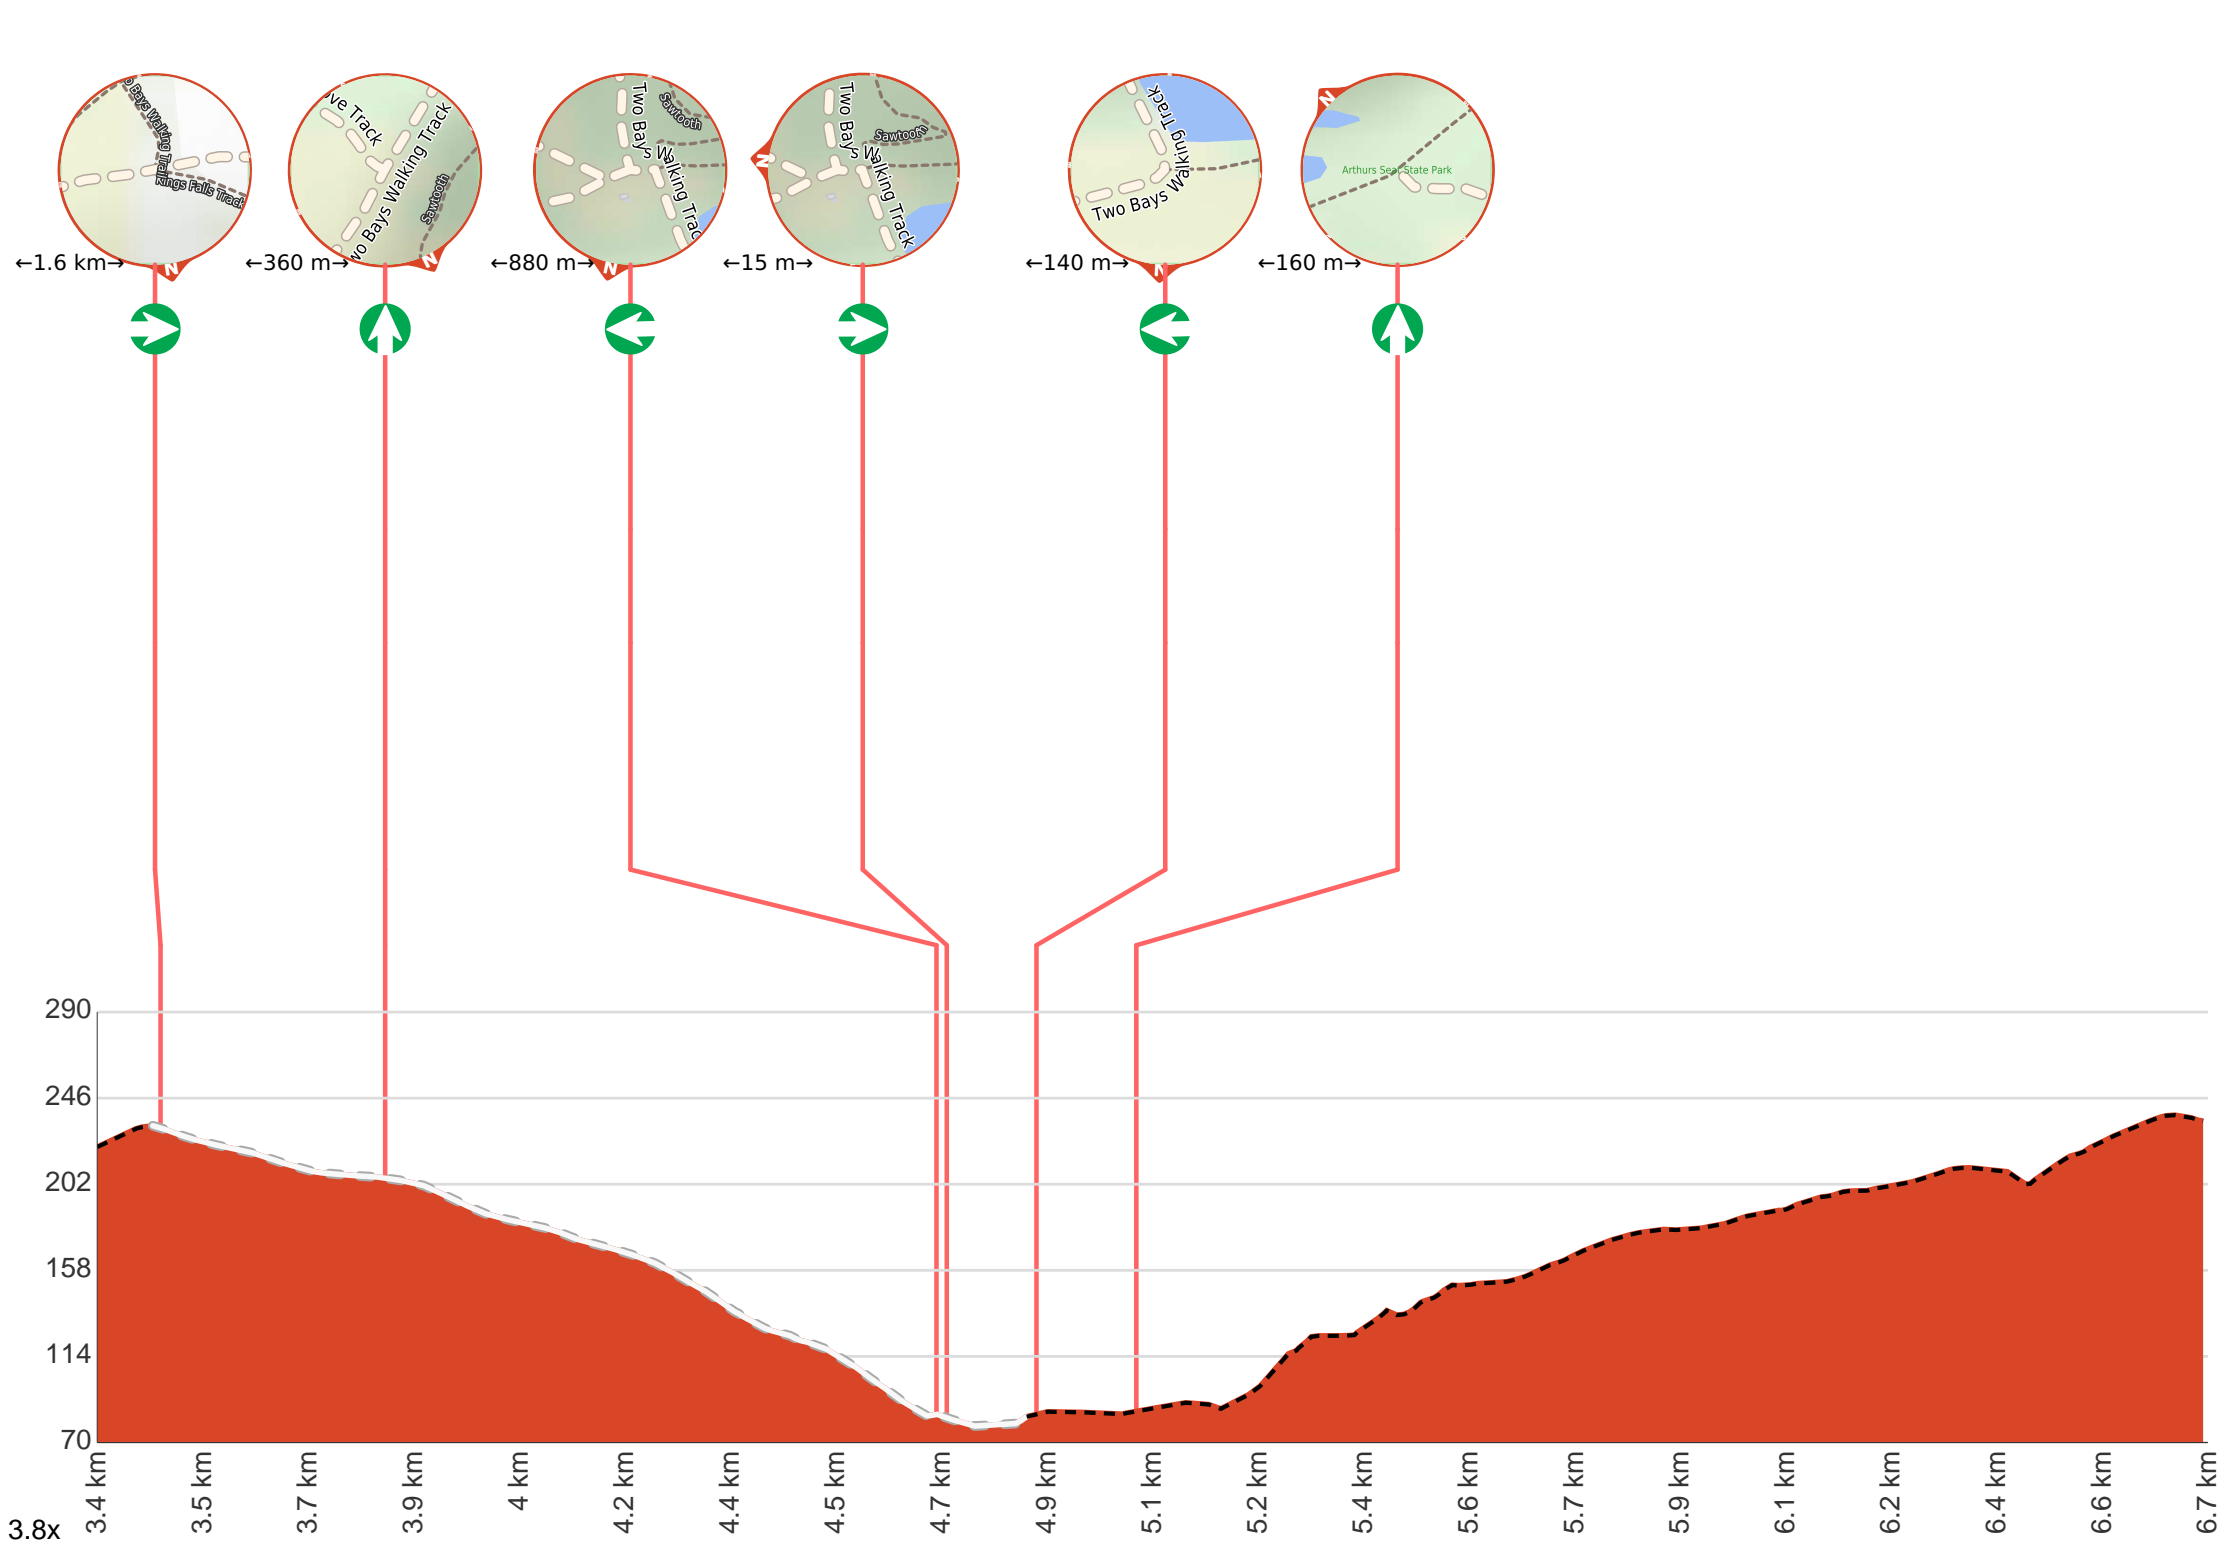 o Bays Walking Trail
kings Falls Track
N
ove Track
wo Bays Walking Track
Sawtooth
N
Two Bays Walking Trac
Sawtooth
N
Two Bays Walking Track
Sawtooth
N
Two Bays Walking Track
N
Arthurs Seat State Park
N
←1.6 km→ ←360 m→ ←880 m→ ←15 m→ ←140 m→ ←160 m→
290
246
202
158
114
70
3.4 km 3.5 km 3.7 km 3.9 km 4 km 4.2 km 4.4 km 4.5 km 4.7 km 4.9 km 5.1 km 5.2 km 5.4 km 5.6 km 5.7 km 5.9 km 6.1 km 6.2 km 6.4 km 6.6 km 6.7 km
3.8x